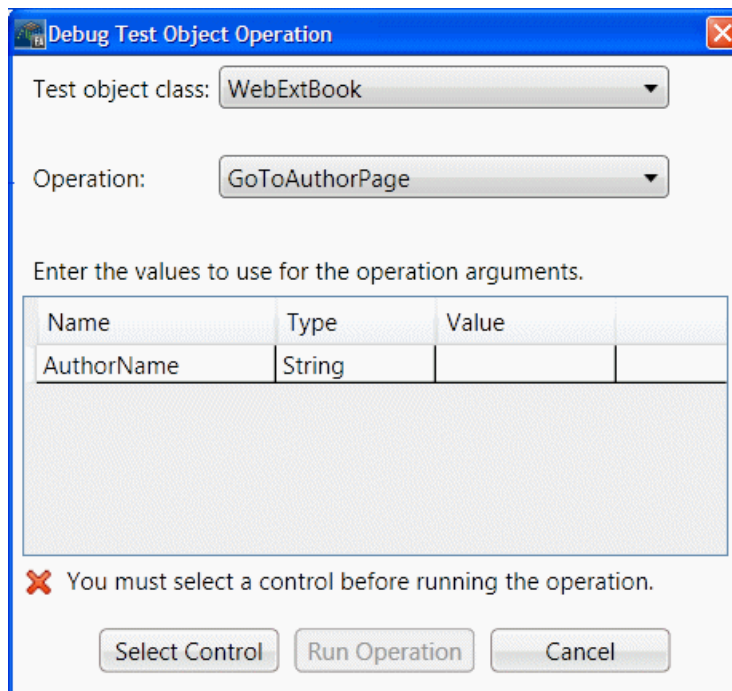 Debug Test Object Operation
Test object class: WebExtBook
Operation: GoToAuthorPage
Enter the values to use for the operation arguments.
Name Type Value
AuthorName String
You must select a control before running the operation.
Select Control Run Operation Cancel